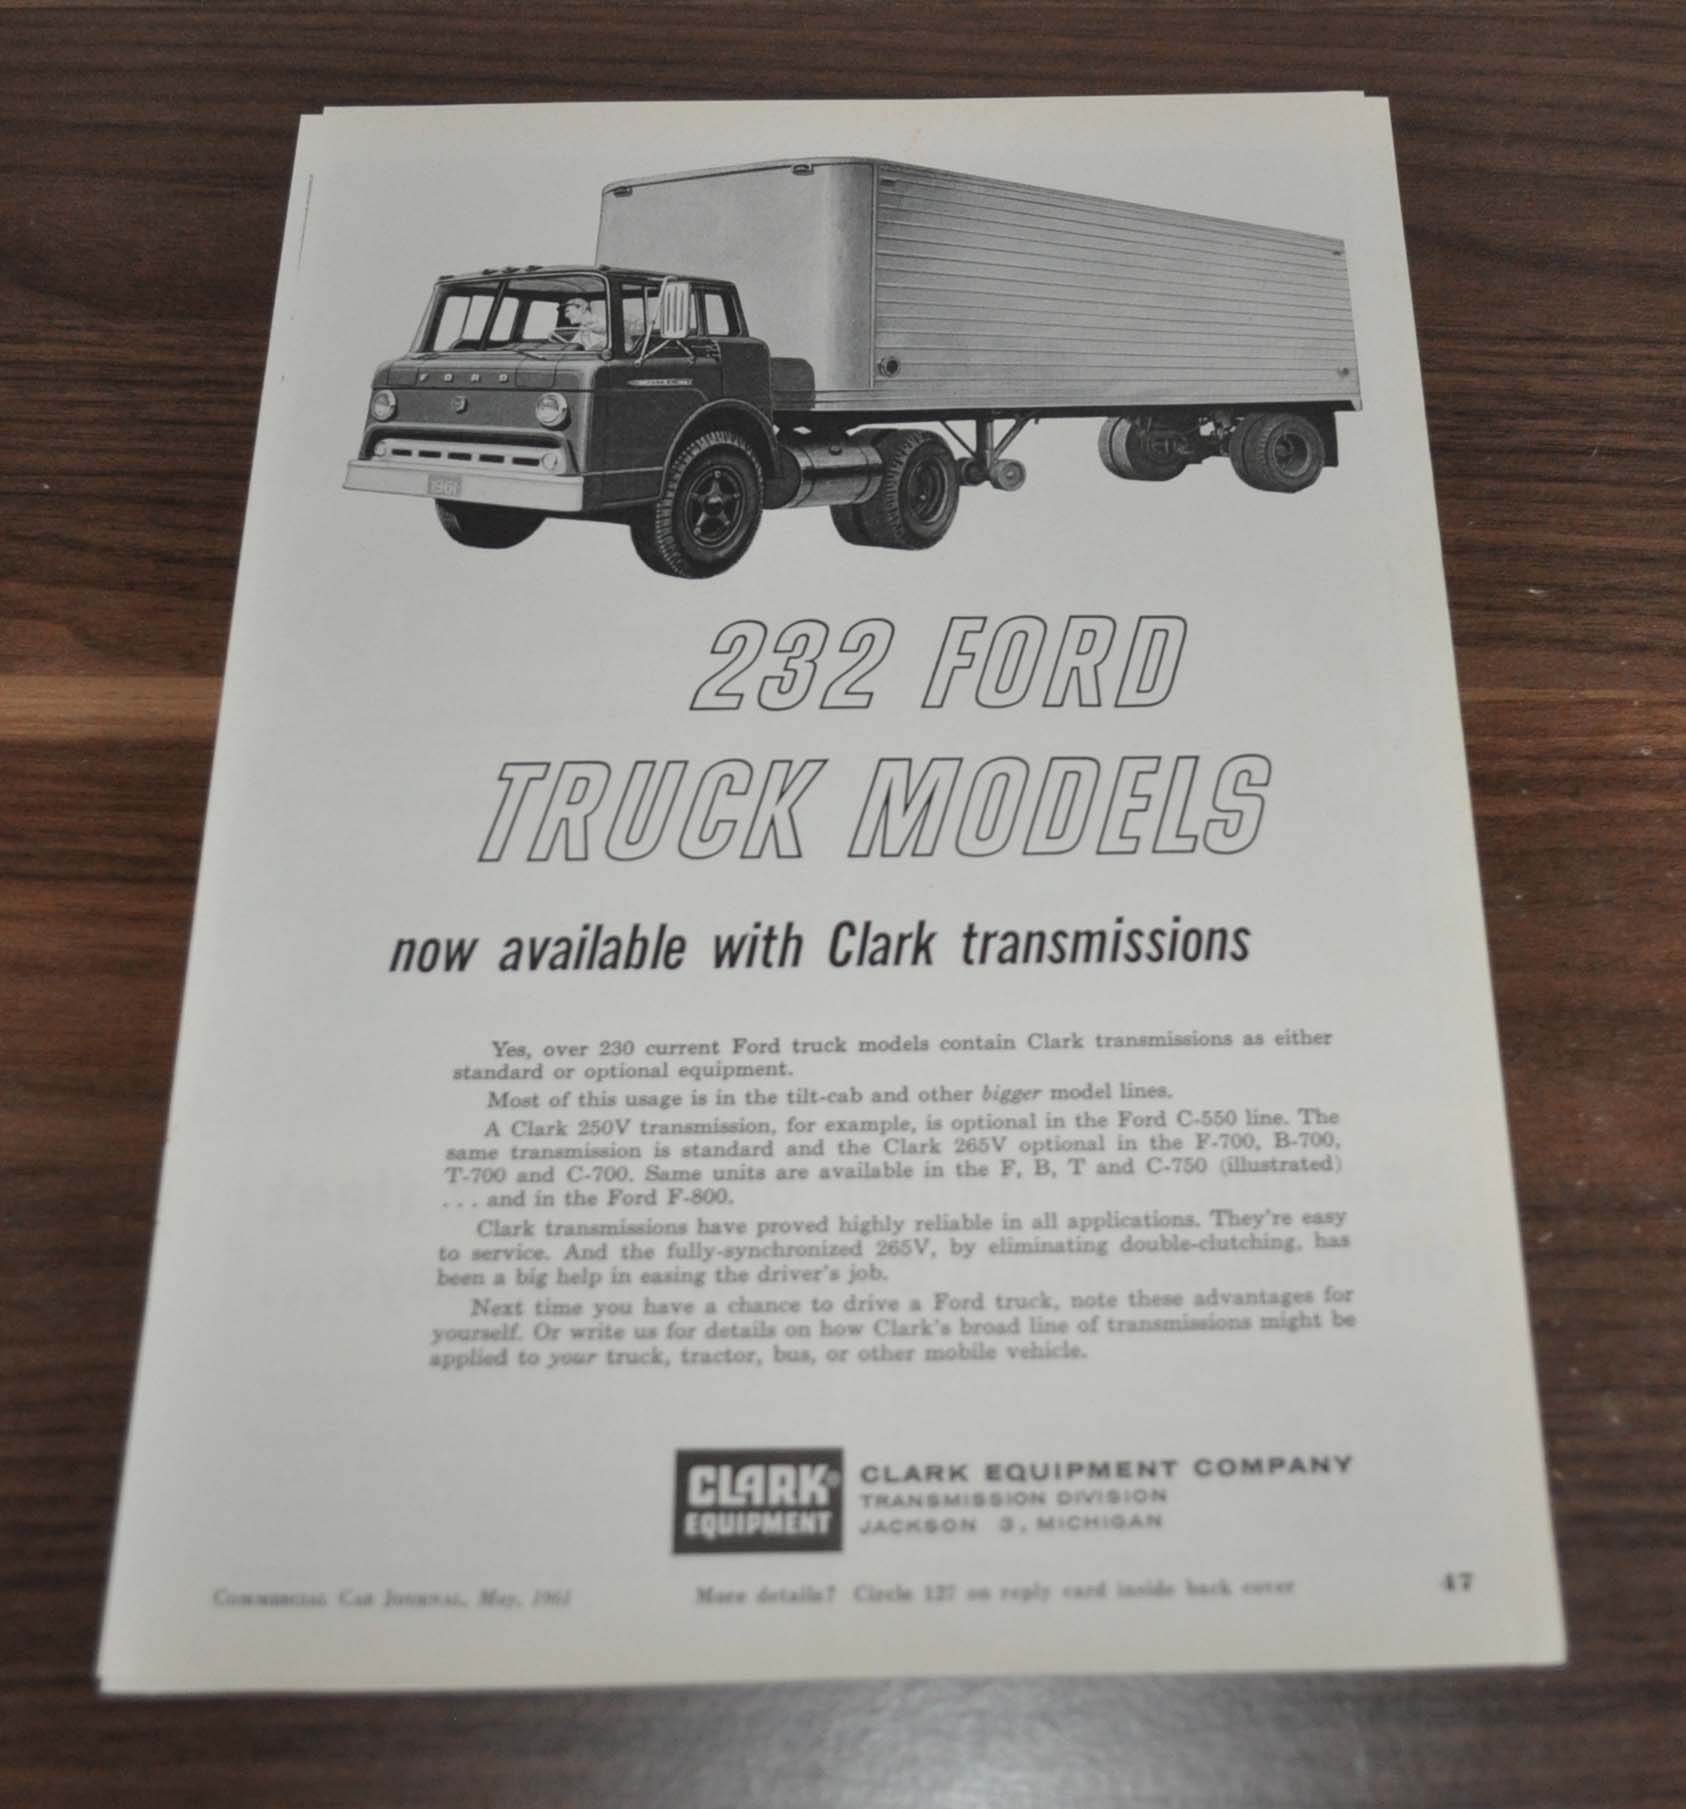 FORD
1961
232 FORD
TRUCK MODELS
now available with Clark transmissions
Yes, over 230 current Ford truck models contain Clark transmissions as either
standard or optional equipment.
Most of this usage is in the tilt-cab and other bigger model lines.
A Clark 250V transmission, for example, is optional in the Ford C-550 line. The
same transmission is standard and the Clark 265V optional in the F-700, B-700,
T-700 and C-700. Same units are available in the F, B, T and C-750 (illustrated)
. . . and in the Ford F-800.
Clark transmissions have proved highly reliable in all applications. They're easy
to service. And the fully-synchronized 265V, by eliminating double-clutching, has
been a big help in easing the driver's job.
Next time you have a chance to drive a Ford truck, note these advantages for
yourself. Or write us for details on how Clark's broad line of transmissions might be
applied to your truck, tractor, bus, or other mobile vehicle.
CLARK®
EQUIPMENT
CLARK EQUIPMENT COMPANY
TRANSMISSION DIVISION
JACKSON 3, MICHIGAN
COMMERCIAL CAR JOURNAL, May, 1961
More details? Circle 127 on reply card inside back cover
47